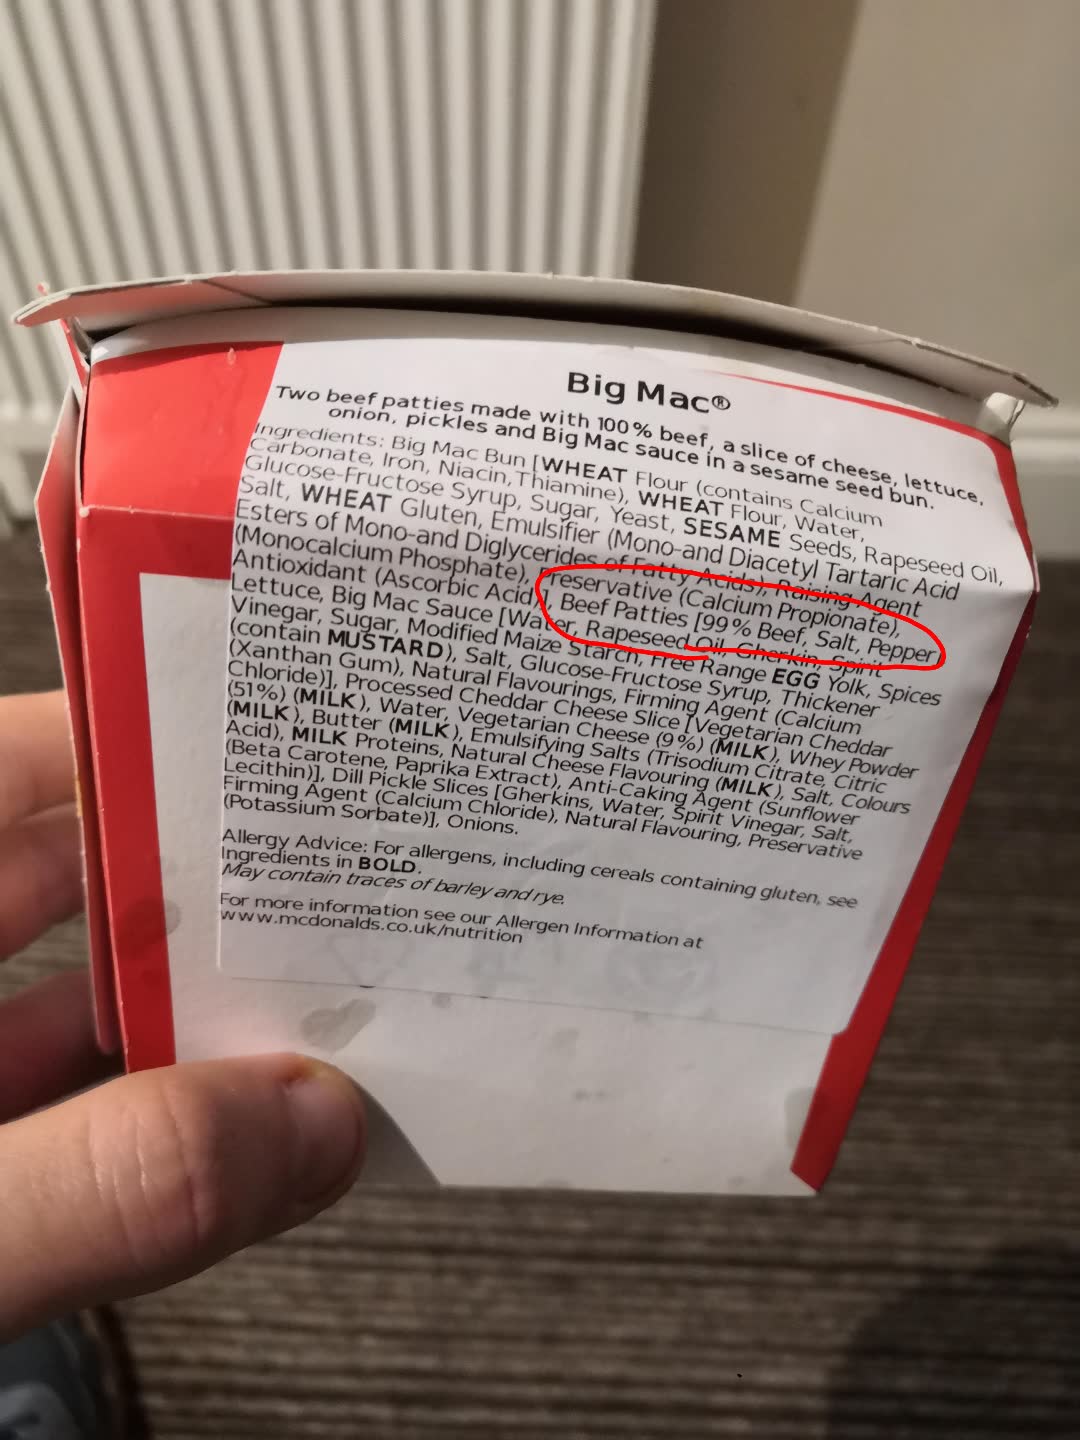 Big Mac®
Two beef patties made with 100% beef, a slice of cheese, lettuce,
onion, pickles and Big Mac sauce in a sesame seed bun.
Ingredients: Big Mac Bun [WHEAT Flour (contains Calcium
Carbonate, Iron, Niacin,Thiamine), WHEAT Flour, Water,
Glucose-Fructose Syrup, Sugar, Yeast, SESAME Seeds, Rapeseed Oil,
Salt, WHEAT Gluten, Emulsifier (Mono-and Diacetyl Tartaric Acid
Esters of Mono-and Diglycerides of Fatty Acids), Raising Agent
(Monocalcium Phosphate), Preservative (Calcium Propionate),
Antioxidant (Ascorbic Acid)], Beef Patties [99% Beef, Salt, Pepper],
Lettuce, Big Mac Sauce [Water, Rapeseed Oil, Gherkin, Spirit
Vinegar, Sugar, Modified Maize Starch, Free Range EGG Yolk, Spices
(contain MUSTARD), Salt, Glucose-Fructose Syrup, Thickener
(Xanthan Gum), Natural Flavourings, Firming Agent (Calcium
Chloride)], Processed Cheddar Cheese Slice [Vegetarian Cheddar
(51%) (MILK), Water, Vegetarian Cheese (9%) (MILK), Whey Powder
(MILK), Butter (MILK), Emulsifying Salts (Trisodium Citrate, Citric
Acid), MILK Proteins, Natural Cheese Flavouring (MILK), Salt, Colours
(Beta Carotene, Paprika Extract), Anti-Caking Agent (Sunflower
Lecithin)], Dill Pickle Slices [Gherkins, Water, Spirit Vinegar, Salt,
Firming Agent (Calcium Chloride), Natural Flavouring, Preservative
(Potassium Sorbate)], Onions.
Allergy Advice: For allergens, including cereals containing gluten, see
Ingredients in BOLD.
May contain traces of barley and rye.
For more information see our Allergen Information at
www.mcdonalds.co.uk/nutrition